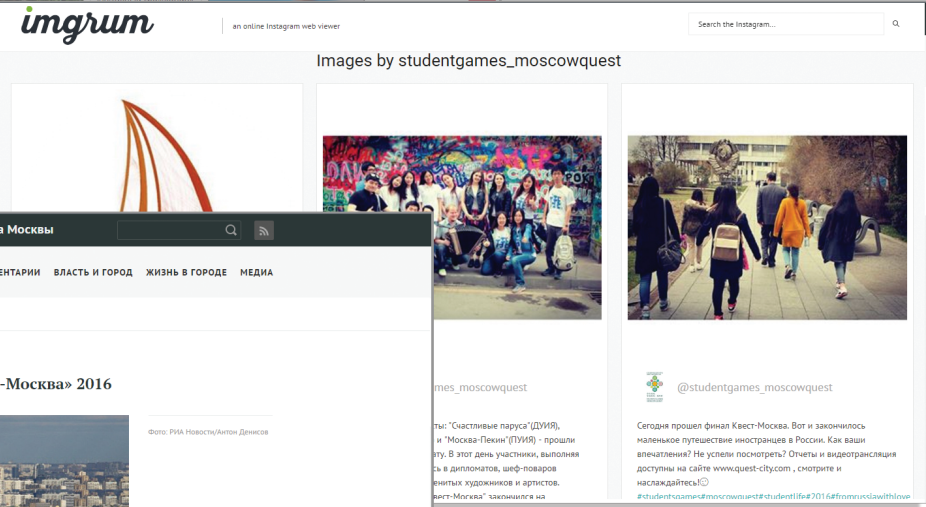 imgrum
an online Instagram web viewer
Search the Instagram...
Images by studentgames_moscowquest
а Москвы
ЕНТАРИИ ВЛАСТЬ И ГОРОД ЖИЗНЬ В ГОРОДЕ МЕДИА
-Москва» 2016
Фото: РИА Новости/Антон Денисов
mes_moscowquest
ты: "Счастливые паруса"(ДУИЯ),
и "Москва-Пекин"(ПУИЯ) - прошли
ату. В этот день участники, выполняя
сь в дипломатов, шеф-поваров
енитых художников и артистов.
вест-Москва" закончился на
@studentgames_moscowquest
Сегодня прошел финал Квест-Москва. Вот и закончилось
маленькое путешествие иностранцев в России. Как ваши
впечатления? Не успели посмотреть? Отчеты и видеотрансляция
доступны на сайте www.quest-city.com , смотрите и
наслаждайтесь!
#studentsgames#moscowquest#studentlife#2016#fromrussiawithlove